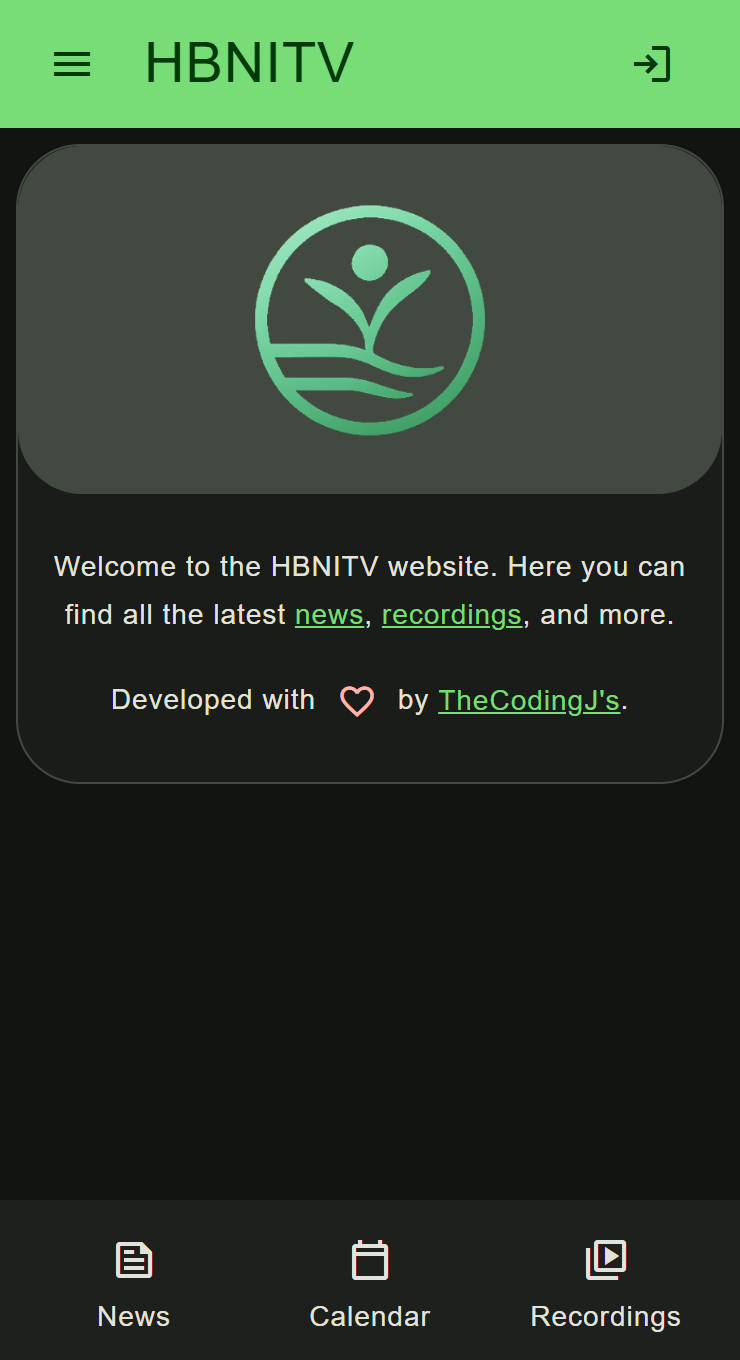 HBNITV
Welcome to the HBNITV website. Here you can
find all the latest news, recordings, and more.
Developed with by TheCodingJ's.
News
Calendar
Recordings